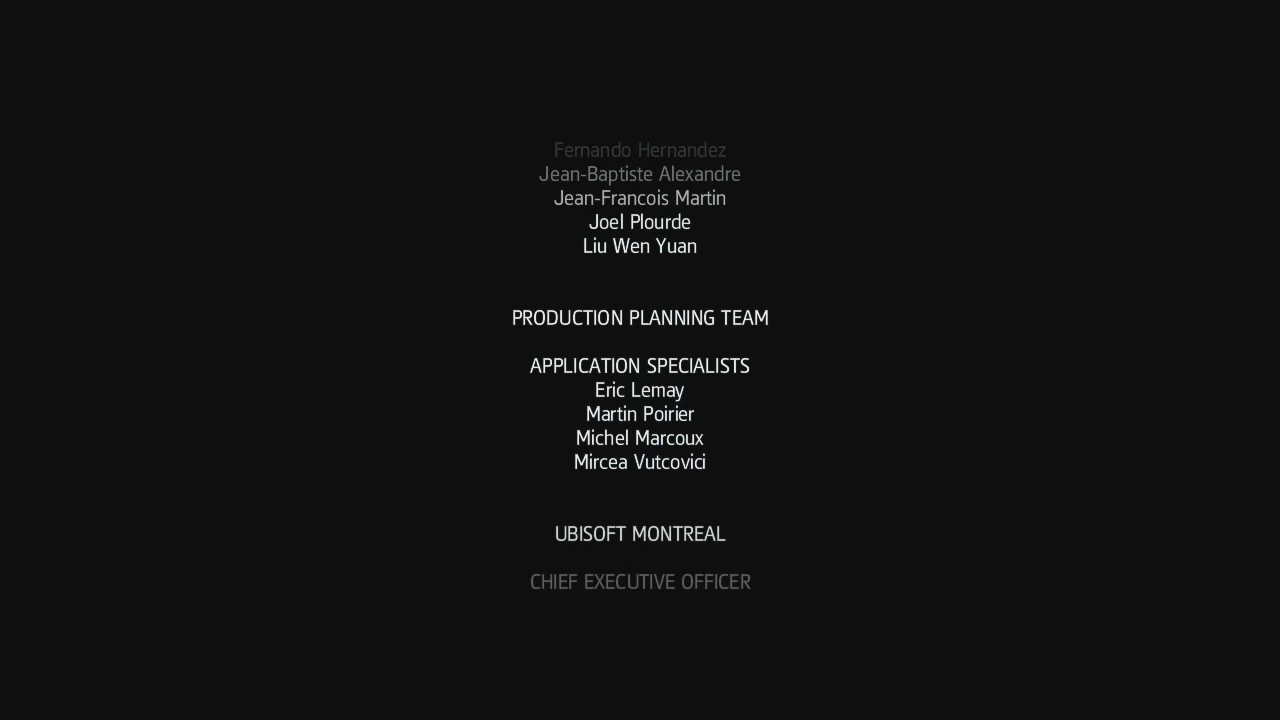 Fernando Hernandez
Jean-Baptiste Alexandre
Jean-Francois Martin
Joel Plourde
Liu Wen Yuan
PRODUCTION PLANNING TEAM
APPLICATION SPECIALISTS
Eric Lemay
Martin Poirier
Michel Marcoux
Mircea Vutcovici
UBISOFT MONTREAL
CHIEF EXECUTIVE OFFICER